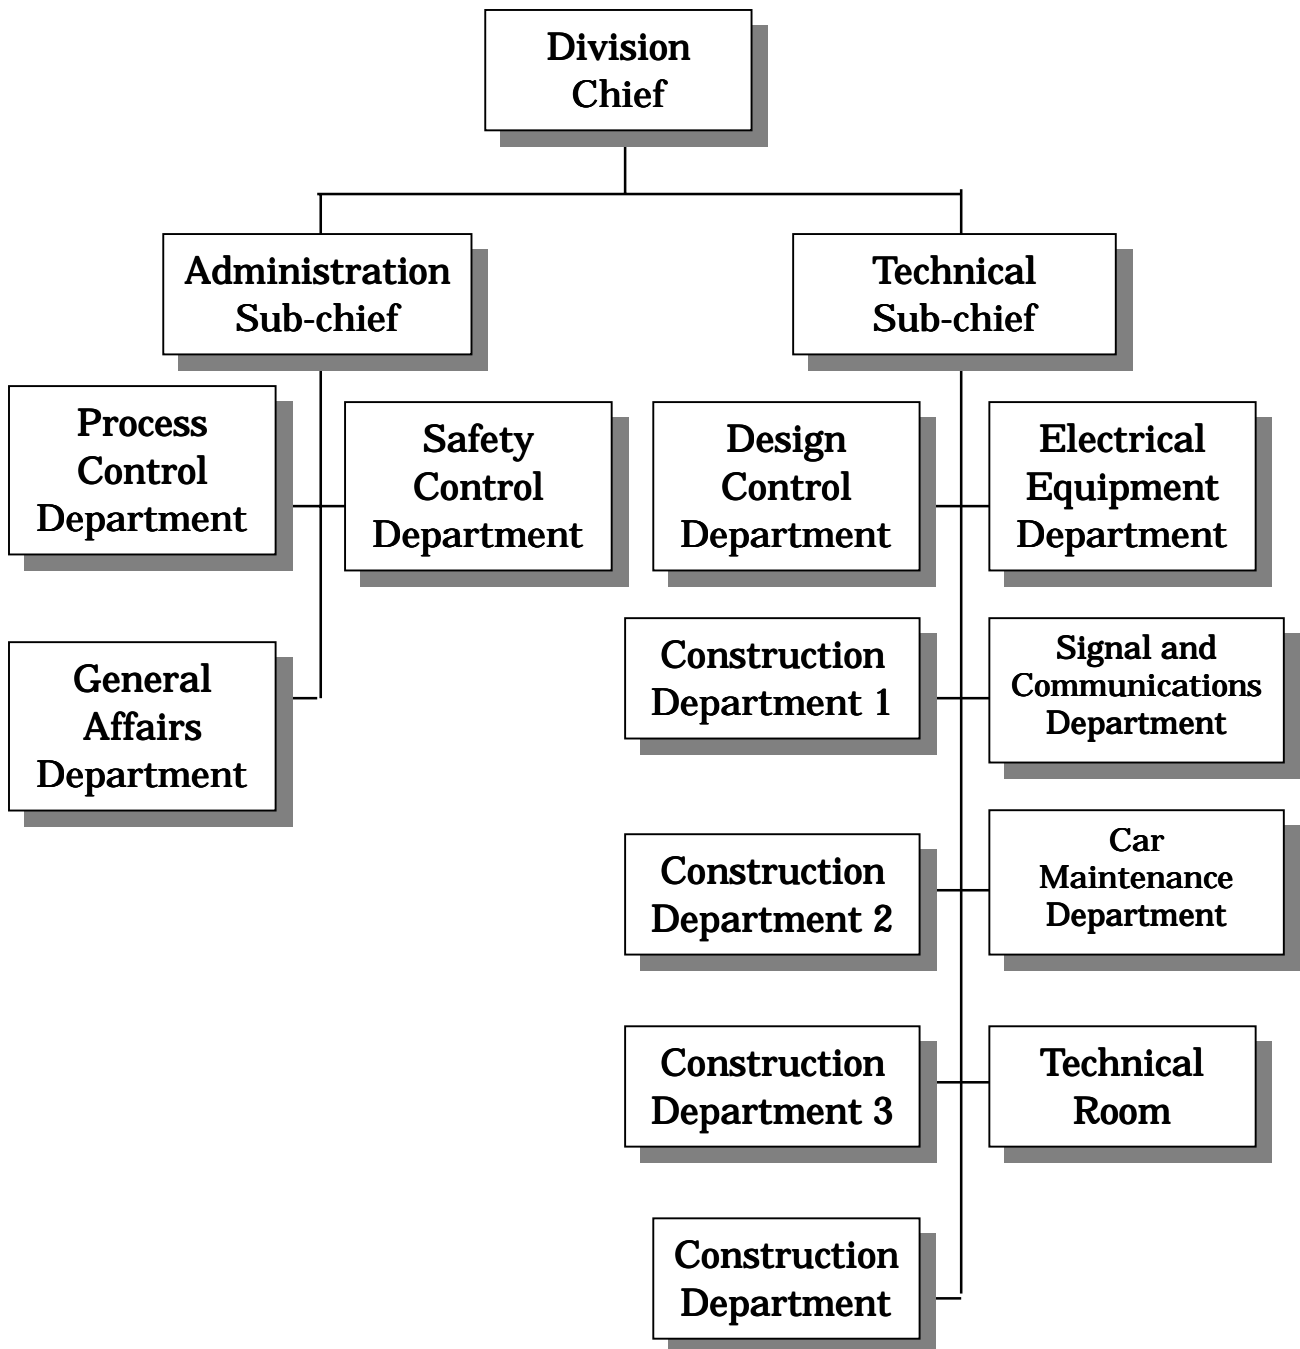 Division
Chief
Administration
Sub-chief
Technical
Sub-chief
Process
Control
Department
Safety
Control
Department
Design
Control
Department
Electrical
Equipment
Department
General
Affairs
Department
Construction
Department 1
Signal and
Communications
Department
Construction
Department 2
Car
Maintenance
Department
Construction
Department 3
Technical
Room
Construction
Department